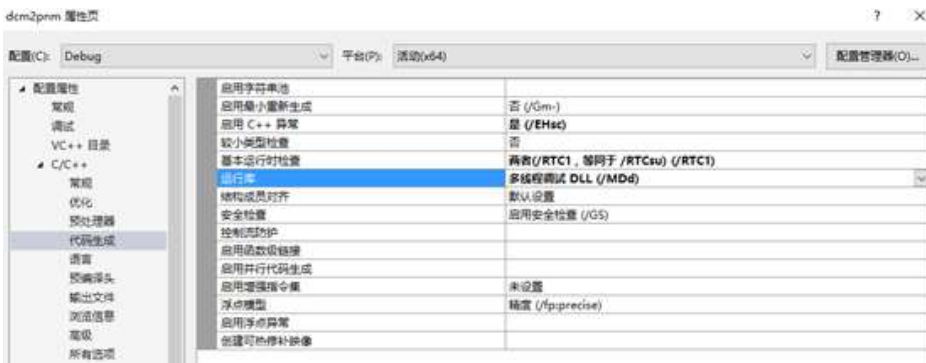 dcm2pnm 属性页
? ×
配置(C): Debug 平台(P): 活动(x64) 配置管理器(O)...
配置属性
常规
调试
VC++ 目录
C/C++
常规
优化
预处理器
代码生成
语言
预编译头
输出文件
浏览信息
高级
所有选项
启用字符串池
启用最小重新生成 否 (/Gm-)
启用 C++ 异常 是 (/EHsc)
较小类型检查 否
基本运行时检查 两者(/RTC1，等同于 /RTCsu) (/RTC1)
运行库 多线程调试 DLL (/MDd)
结构成员对齐 默认设置
安全检查 启用安全检查 (/GS)
控制流防护
启用函数级链接
启用并行代码生成
启用增强指令集 未设置
浮点模型 精度 (/fp:precise)
启用浮点异常
创建可热修补映像